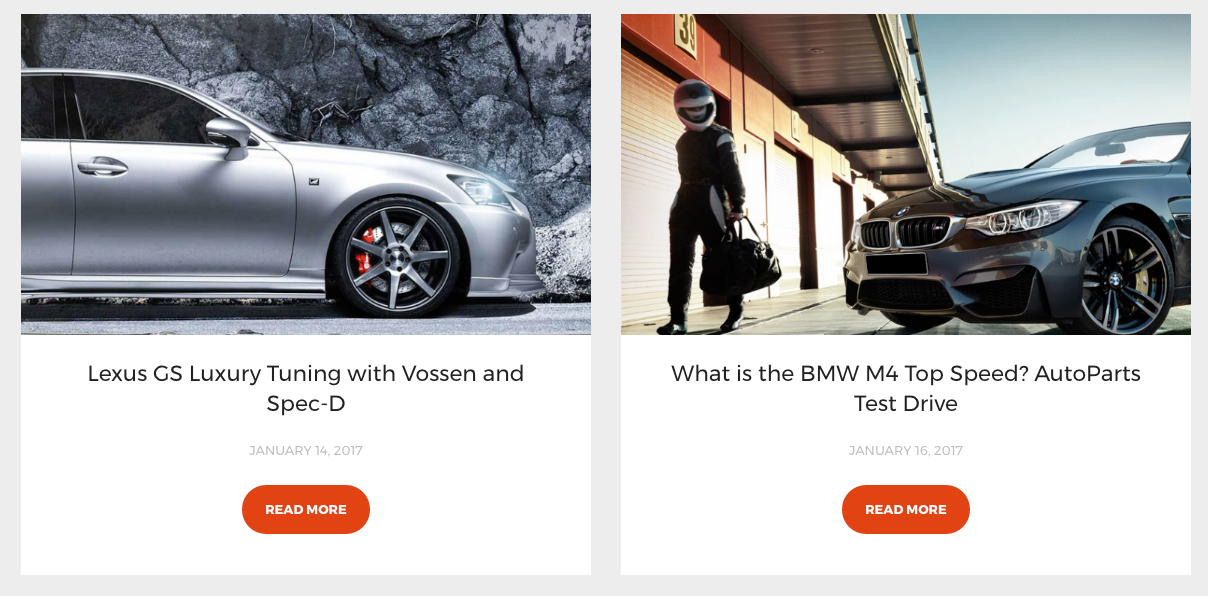 39
Lexus GS Luxury Tuning with Vossen and
Spec-D
JANUARY 14, 2017
READ MORE
What is the BMW M4 Top Speed? AutoParts
Test Drive
JANUARY 16, 2017
READ MORE